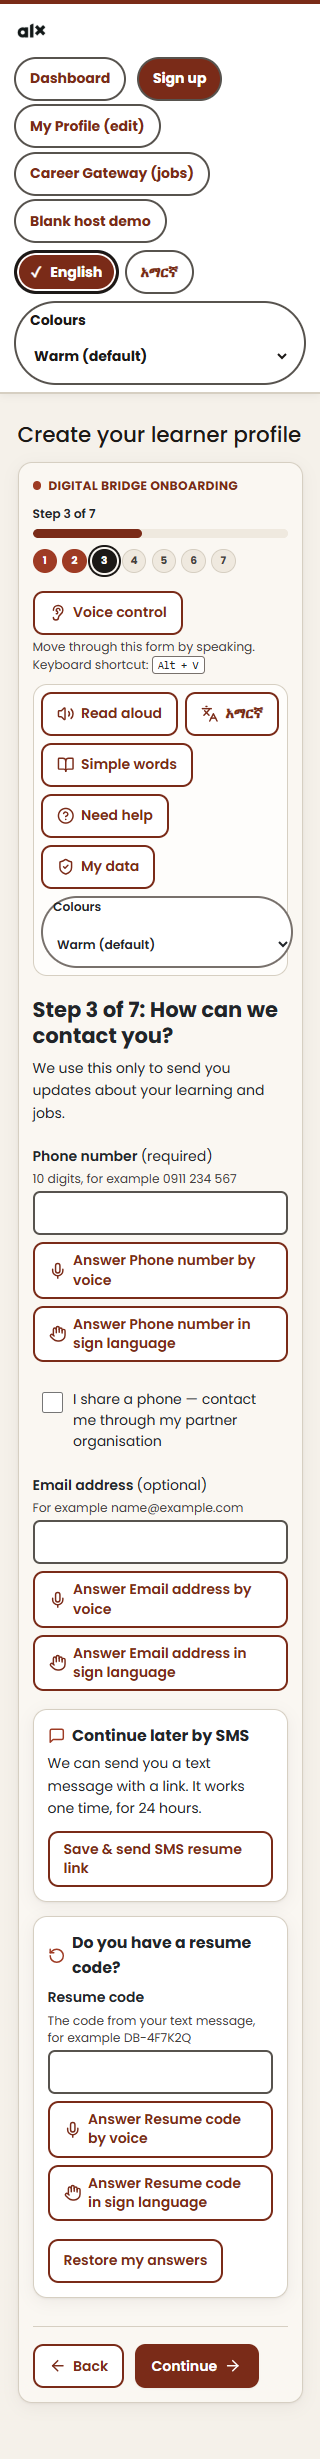 alx
Dashboard
Sign up
My Profile (edit)
Career Gateway (jobs)
Blank host demo
✓ English
አማርኛ
Colours
Warm (default)
Create your learner profile
DIGITAL BRIDGE ONBOARDING
Step 3 of 7
1 2 3 4 5 6 7
Voice control
Move through this form by speaking.
Keyboard shortcut: Alt + V
Read aloud
አማርኛ
Simple words
Need help
My data
Colours
Warm (default)
Step 3 of 7: How can we
contact you?
We use this only to send you
updates about your learning and
jobs.
Phone number (required)
10 digits, for example 0911 234 567
Answer Phone number by
voice
Answer Phone number in
sign language
I share a phone — contact
me through my partner
organisation
Email address (optional)
For example name@example.com
Answer Email address by
voice
Answer Email address in
sign language
Continue later by SMS
We can send you a text
message with a link. It works
one time, for 24 hours.
Save & send SMS resume
link
Do you have a resume
code?
Resume code
The code from your text message,
for example DB-4F7K2Q
Answer Resume code
by voice
Answer Resume code
in sign language
Restore my answers
← Back
Continue →